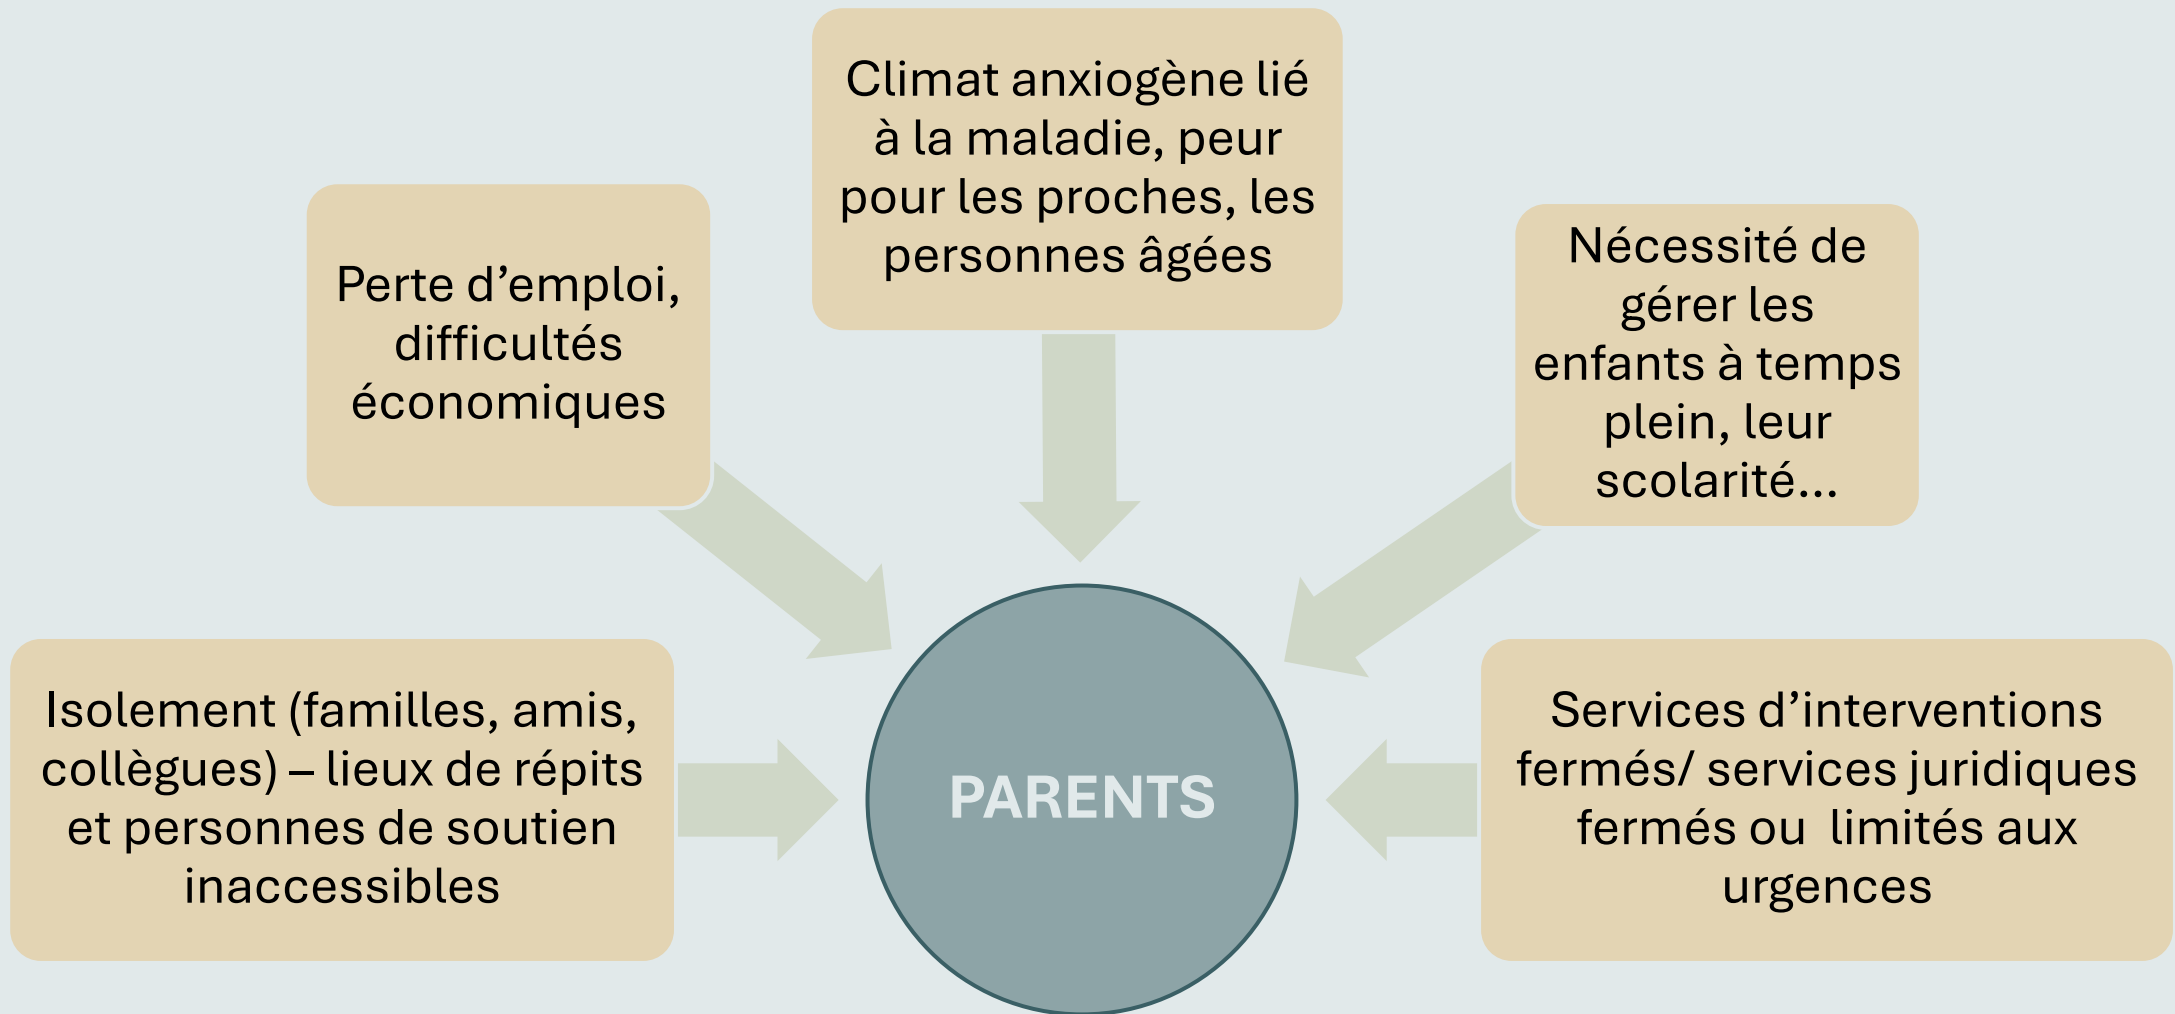 Climat anxiogène lié
à la maladie, peur
pour les proches, les
personnes âgées
Perte d’emploi,
difficultés
économiques
Nécessité de
gérer les
enfants à temps
plein, leur
scolarité…
Isolement (familles, amis,
collègues) – lieux de répits
et personnes de soutien
inaccessibles
PARENTS
Services d’interventions
fermés/ services juridiques
fermés ou  limités aux
urgences